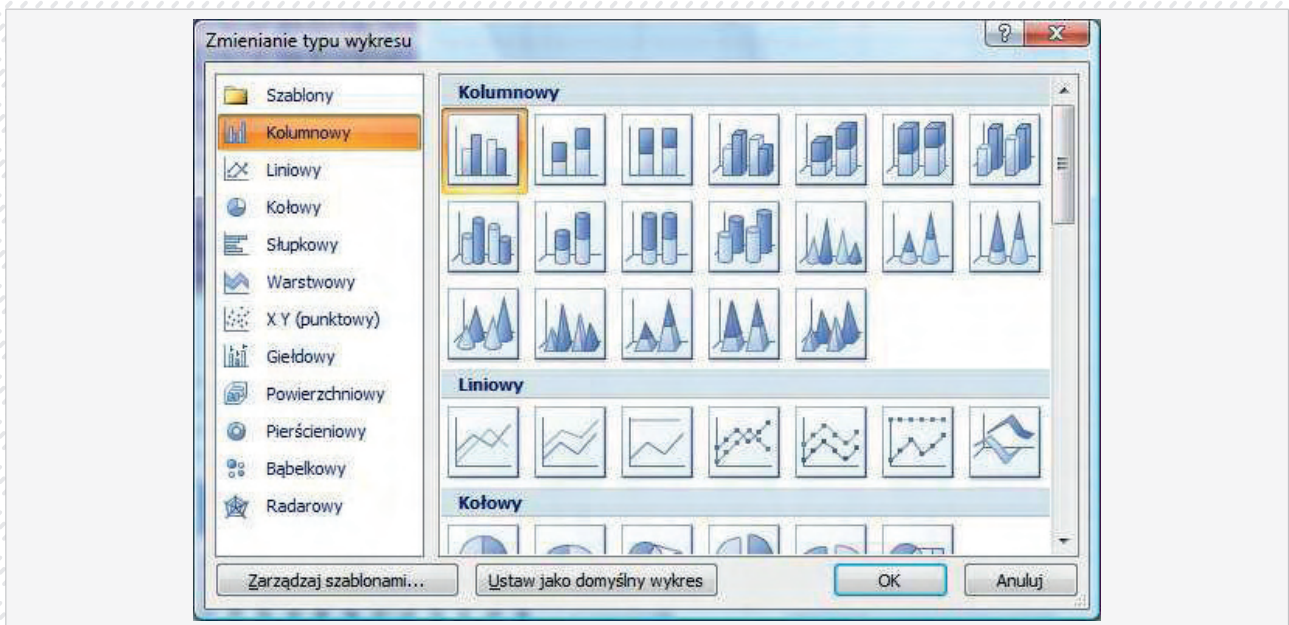 Zmienianie typu wykresu
Szablony
Kolumnowy
Liniowy
Kołowy
Słupkowy
Warstwowy
X Y (punktowy)
Giełdowy
Powierzchniowy
Pierścieniowy
Bąbelkowy
Radarowy
Kolumnowy
Liniowy
Kołowy
Zarządzaj szablonami...
Ustaw jako domyślny wykres
OK
Anuluj